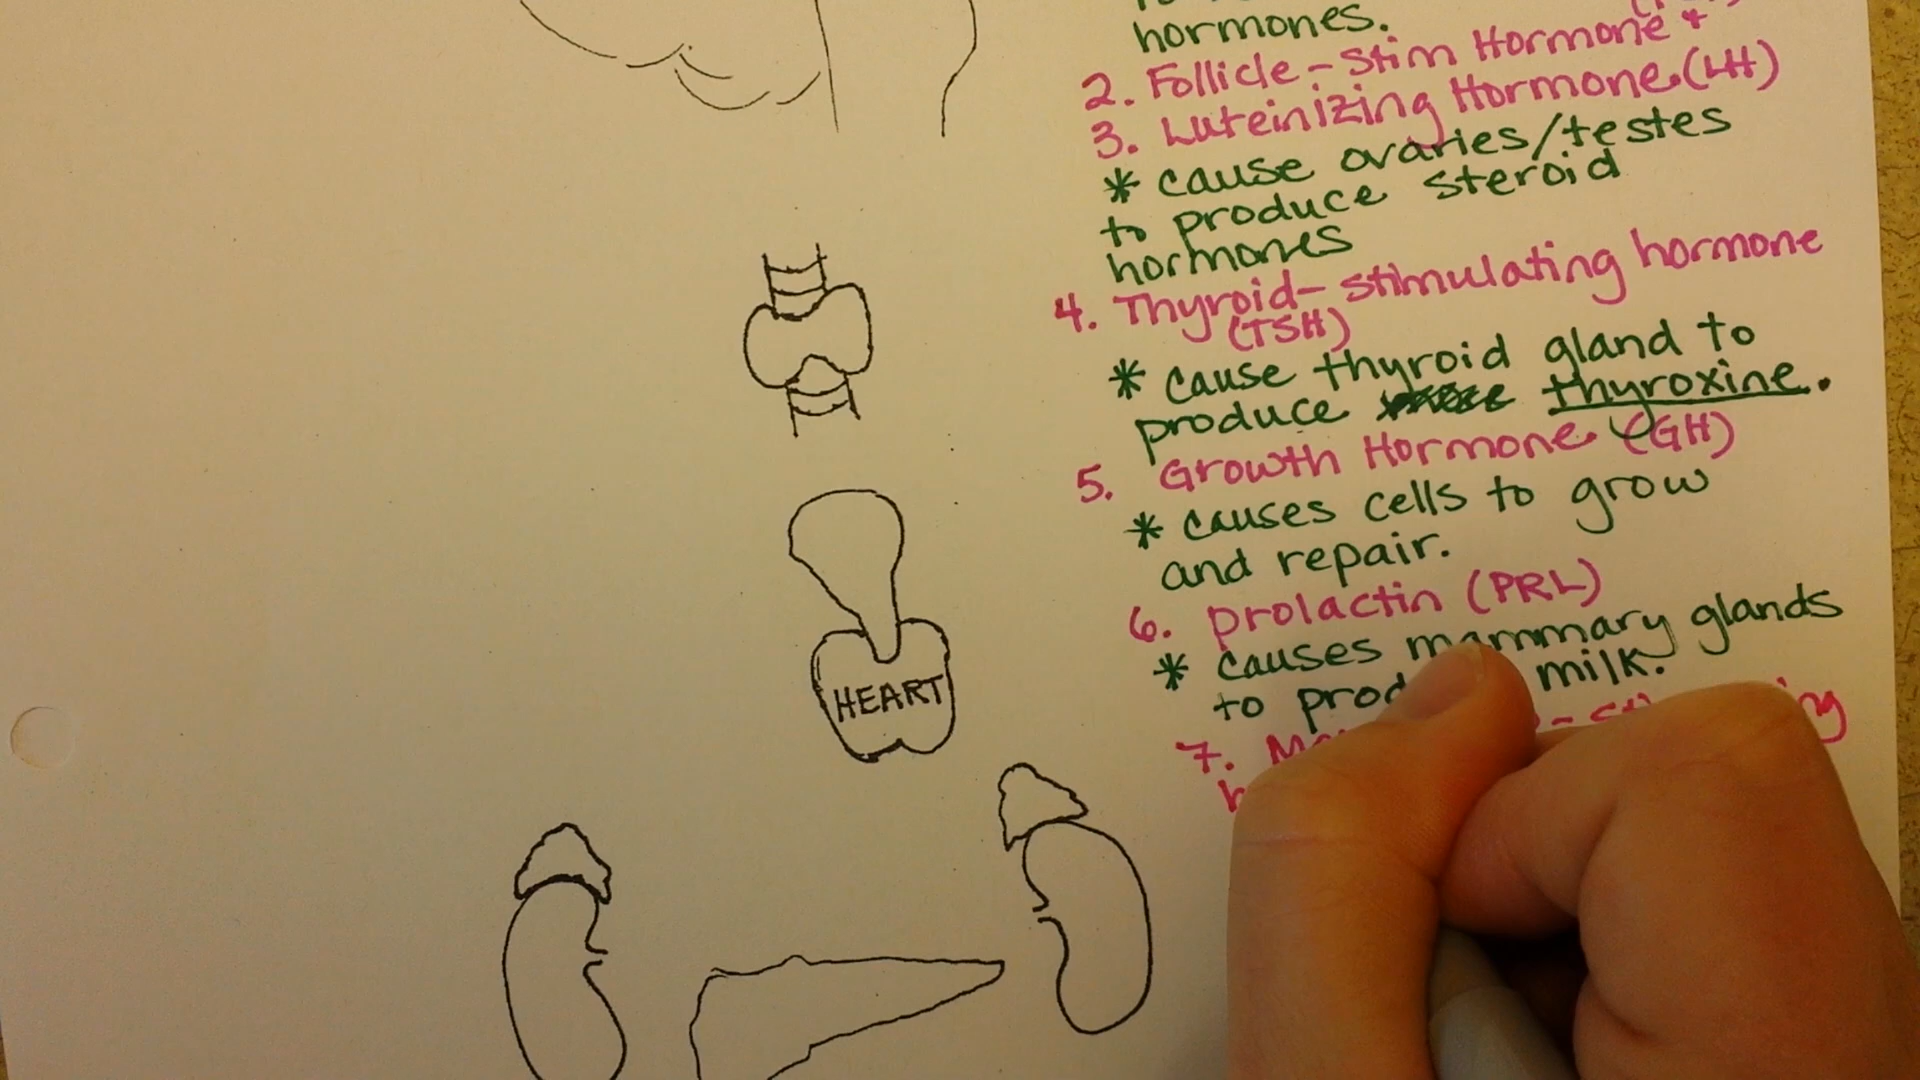 hormones.
2. Follicle-Stim Hormone &
3. Luteinizing Hormone (LH)
* cause ovaries/testes
to produce steroid
hormones
4. Thyroid-stimulating hormone
(TSH)
* cause thyroid gland to
produce thyroxine.
5. Growth Hormone (GH)
* causes cells to grow
and repair.
6. prolactin (PRL)
* causes mammary glands
to milk.
7.
HEART